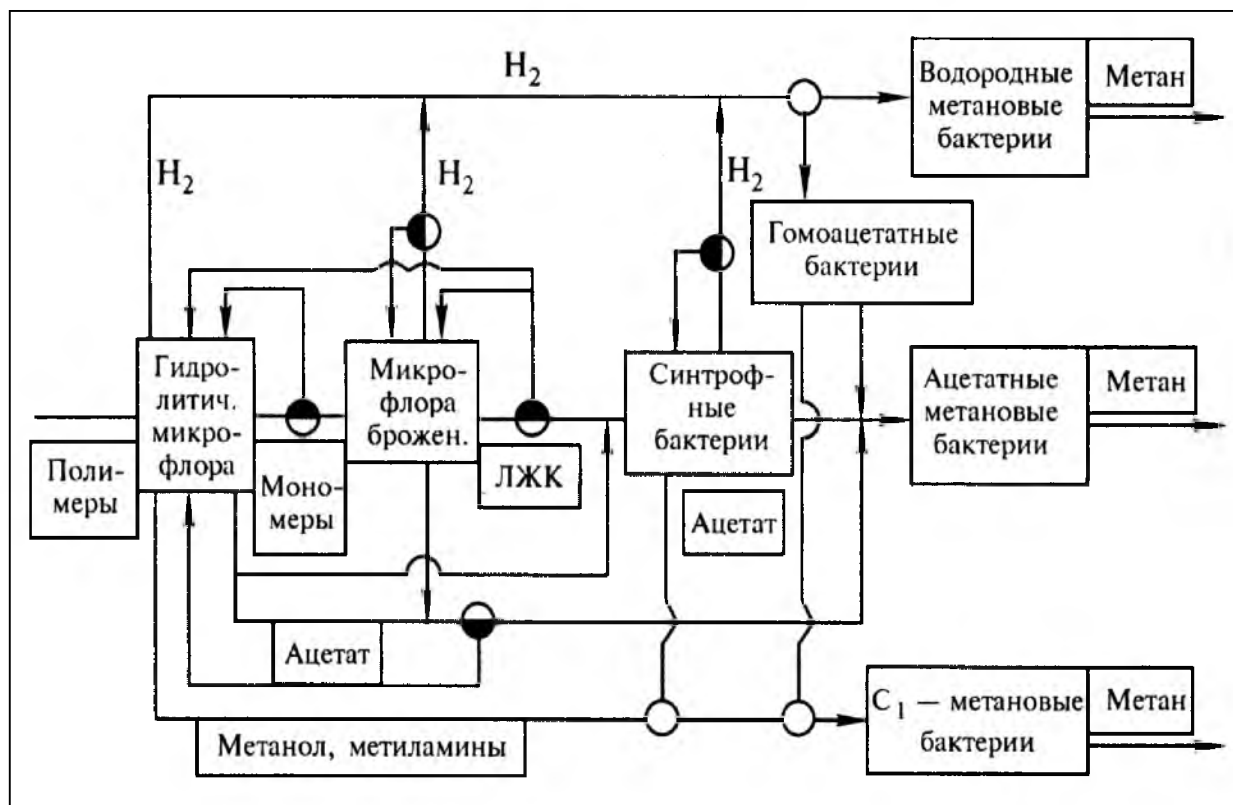 H₂
Водородные
метановые
бактерии
Метан
H₂
H₂
H₂
Гомоацетатные
бактерии
Гидро-
литич.
микро-
флора
Микро-
флора
брожен.
Синтроф-
ные
бактерии
Ацетатные
метановые
бактерии
Метан
Поли-
меры
Моно-
меры
ЛЖК
Ацетат
Ацетат
Метанол, метиламины
C₁ — метановые
бактерии
Метан